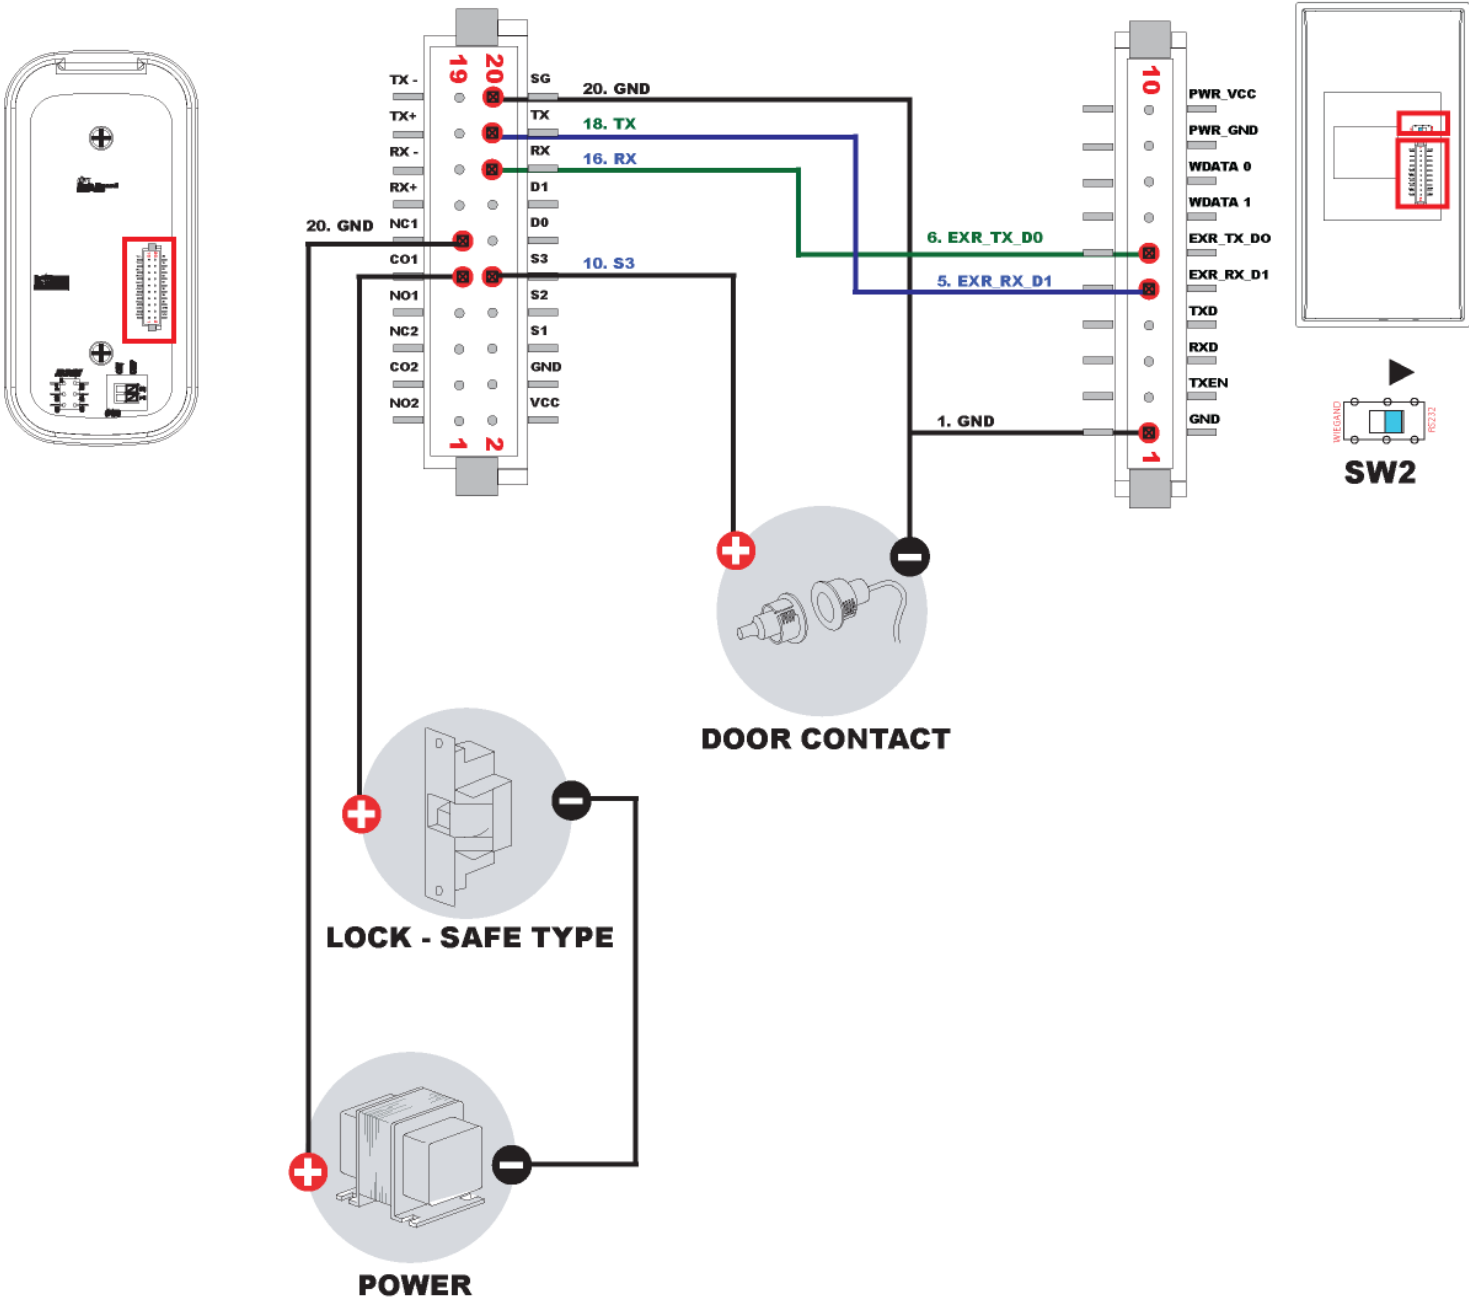 19
20
TX -
TX+
RX -
RX+
NC1
CO1
NO1
NC2
CO2
NO2
SG
TX
RX
D1
D0
S3
S2
S1
GND
VCC
1
2
20. GND
18. TX
16. RX
20. GND
10. S3
6. EXR_TX_D0
5. EXR_RX_D1
1. GND
10
PWR_VCC
PWR_GND
WDATA 0
WDATA 1
EXR_TX_DO
EXR_RX_D1
TXD
RXD
TXEN
GND
1
WIEGAND
RS232
SW2
DOOR CONTACT
LOCK - SAFE TYPE
POWER